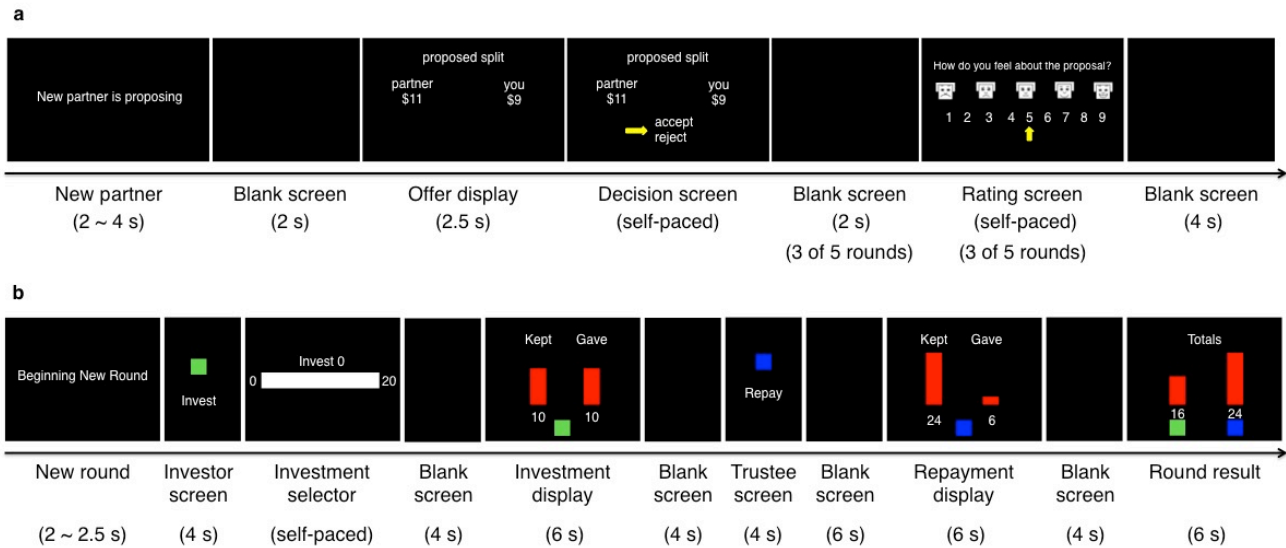 a
New partner is proposing
proposed split
partner you
$11 $9
proposed split
partner you
$11 $9
accept
reject
How do you feel about the proposal?
1 2 3 4 5 6 7 8 9
New partner
(2 ~ 4 s)
Blank screen
(2 s)
Offer display
(2.5 s)
Decision screen
(self-paced)
Blank screen
(2 s)
(3 of 5 rounds)
Rating screen
(self-paced)
(3 of 5 rounds)
Blank screen
(4 s)
b
Beginning New Round
Invest
Invest 0
0 20
Kept Gave
10 10
Repay
Kept Gave
24 6
Totals
16 24
New round
(2 ~ 2.5 s)
Investor
screen
(4 s)
Investment
selector
(self-paced)
Blank
screen
(4 s)
Investment
display
(6 s)
Blank
screen
(4 s)
Trustee
screen
(4 s)
Blank
screen
(6 s)
Repayment
display
(6 s)
Blank
screen
(4 s)
Round result
(6 s)